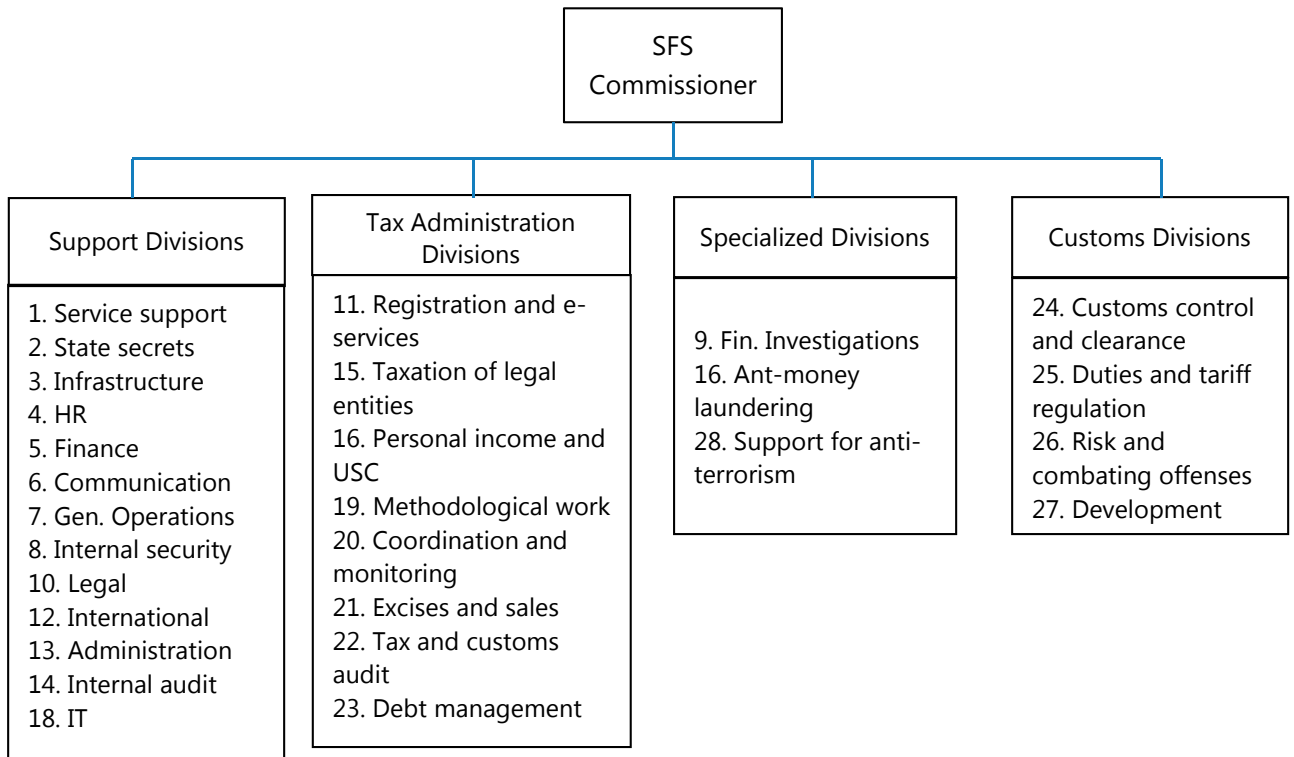 SFS
Commissioner
Support Divisions
1. Service support
2. State secrets
3. Infrastructure
4. HR
5. Finance
6. Communication
7. Gen. Operations
8. Internal security
10. Legal
12. International
13. Administration
14. Internal audit
18. IT
Tax Administration
Divisions
11. Registration and e-
services
15. Taxation of legal
entities
16. Personal income and
USC
19. Methodological work
20. Coordination and
monitoring
21. Excises and sales
22. Tax and customs
audit
23. Debt management
Specialized Divisions
9. Fin. Investigations
16. Ant-money
laundering
28. Support for anti-
terrorism
Customs Divisions
24. Customs control
and clearance
25. Duties and tariff
regulation
26. Risk and
combating offenses
27. Development